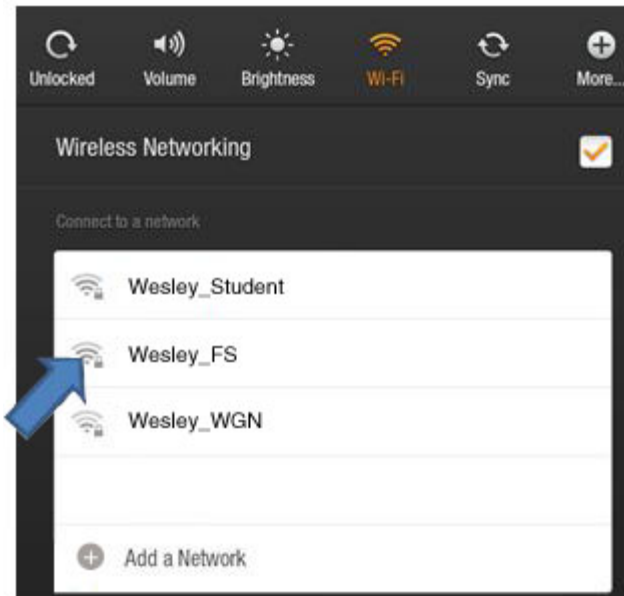 Unlocked Volume Brightness Wi-Fi Sync More...
Wireless Networking
Connect to a network
Wesley_Student
Wesley_FS
Wesley_WGN
Add a Network